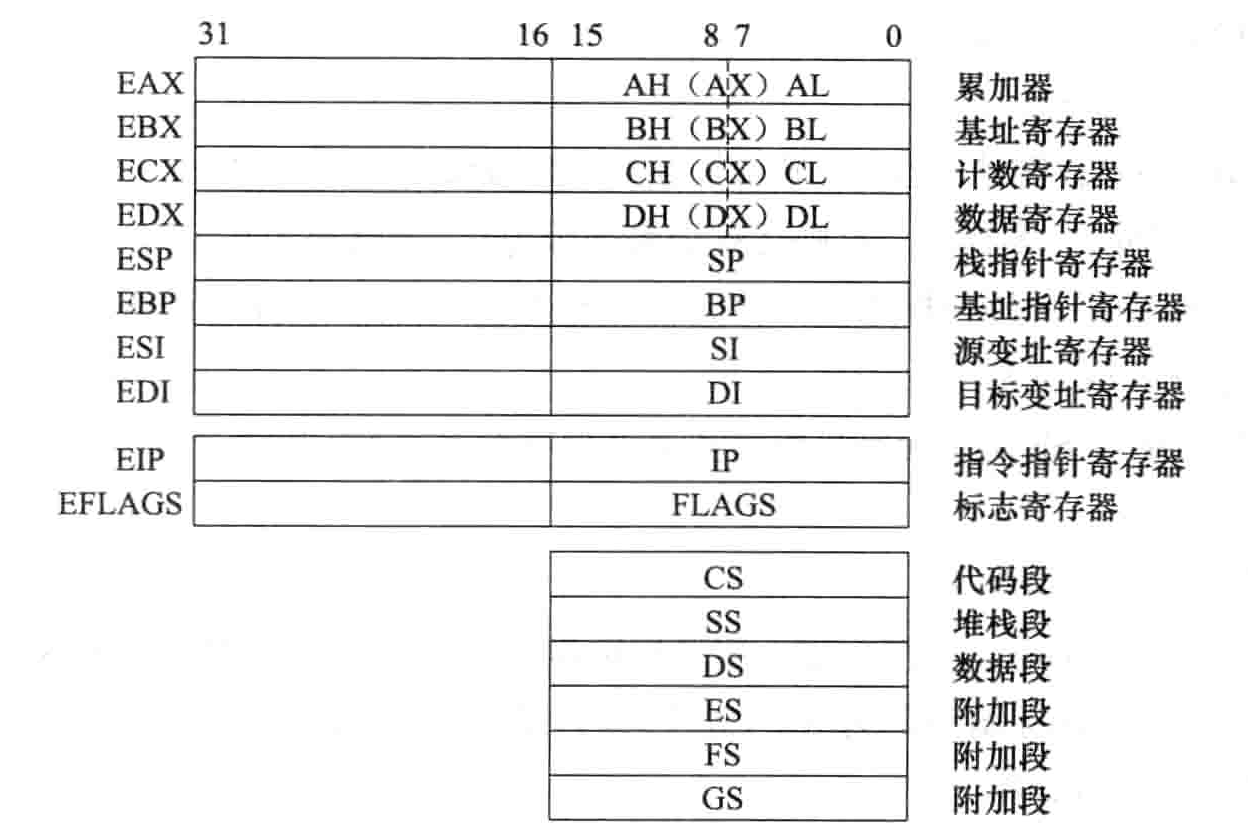 31 16 15 8 7 0
EAX AH（AX）AL 累加器
EBX BH（BX）BL 基址寄存器
ECX CH（CX）CL 计数寄存器
EDX DH（DX）DL 数据寄存器
ESP SP 栈指针寄存器
EBP BP 基址指针寄存器
ESI SI 源变址寄存器
EDI DI 目标变址寄存器
EIP IP 指令指针寄存器
EFLAGS FLAGS 标志寄存器
CS 代码段
SS 堆栈段
DS 数据段
ES 附加段
FS 附加段
GS 附加段